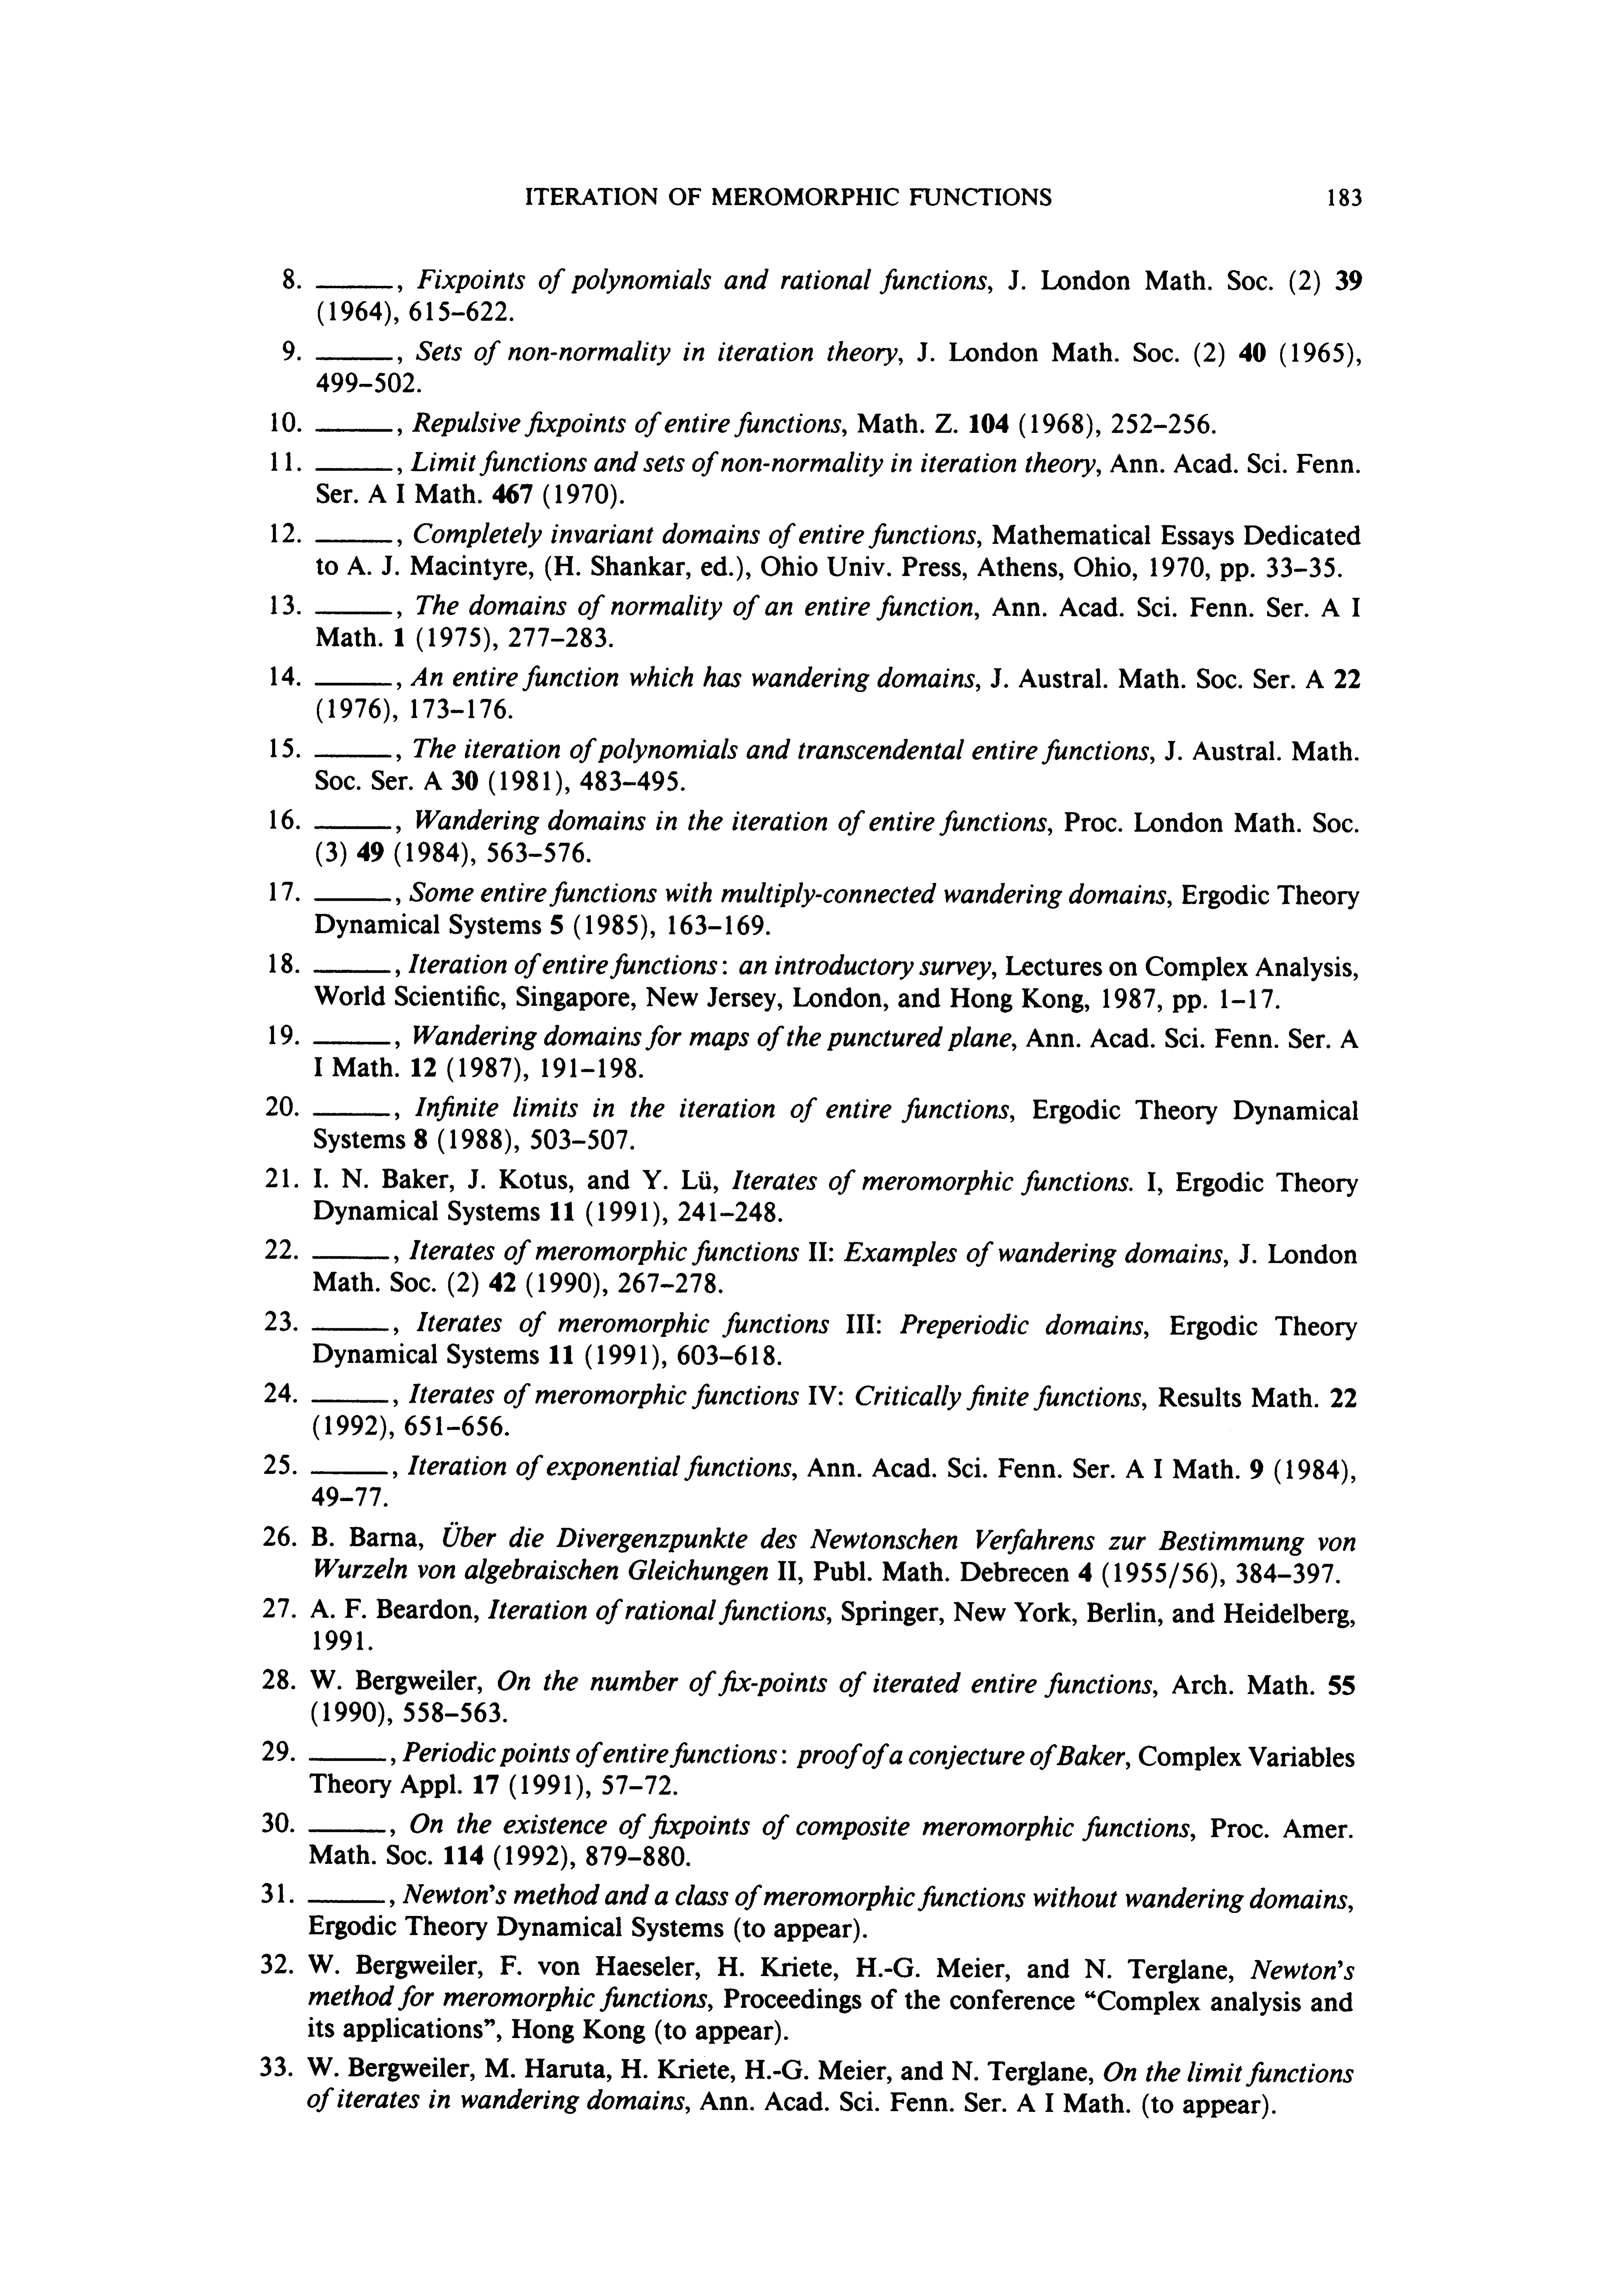 ITERATION OF MEROMORPHIC FUNCTIONS 183
8. ______, Fixpoints of polynomials and rational functions, J. London Math. Soc. (2) 39
(1964), 615–622.
9. ______, Sets of non-normality in iteration theory, J. London Math. Soc. (2) 40 (1965),
499–502.
10. ______, Repulsive fixpoints of entire functions, Math. Z. 104 (1968), 252–256.
11. ______, Limit functions and sets of non-normality in iteration theory, Ann. Acad. Sci. Fenn.
Ser. A I Math. 467 (1970).
12. ______, Completely invariant domains of entire functions, Mathematical Essays Dedicated
to A. J. Macintyre, (H. Shankar, ed.), Ohio Univ. Press, Athens, Ohio, 1970, pp. 33–35.
13. ______, The domains of normality of an entire function, Ann. Acad. Sci. Fenn. Ser. A I
Math. 1 (1975), 277–283.
14. ______, An entire function which has wandering domains, J. Austral. Math. Soc. Ser. A 22
(1976), 173–176.
15. ______, The iteration of polynomials and transcendental entire functions, J. Austral. Math.
Soc. Ser. A 30 (1981), 483–495.
16. ______, Wandering domains in the iteration of entire functions, Proc. London Math. Soc.
(3) 49 (1984), 563–576.
17. ______, Some entire functions with multiply-connected wandering domains, Ergodic Theory
Dynamical Systems 5 (1985), 163–169.
18. ______, Iteration of entire functions: an introductory survey, Lectures on Complex Analysis,
World Scientific, Singapore, New Jersey, London, and Hong Kong, 1987, pp. 1–17.
19. ______, Wandering domains for maps of the punctured plane, Ann. Acad. Sci. Fenn. Ser. A
I Math. 12 (1987), 191–198.
20. ______, Infinite limits in the iteration of entire functions, Ergodic Theory Dynamical
Systems 8 (1988), 503–507.
21. I. N. Baker, J. Kotus, and Y. Lü, Iterates of meromorphic functions. I, Ergodic Theory
Dynamical Systems 11 (1991), 241–248.
22. ______, Iterates of meromorphic functions II: Examples of wandering domains, J. London
Math. Soc. (2) 42 (1990), 267–278.
23. ______, Iterates of meromorphic functions III: Preperiodic domains, Ergodic Theory
Dynamical Systems 11 (1991), 603–618.
24. ______, Iterates of meromorphic functions IV: Critically finite functions, Results Math. 22
(1992), 651–656.
25. ______, Iteration of exponential functions, Ann. Acad. Sci. Fenn. Ser. A I Math. 9 (1984),
49–77.
26. B. Barna, Über die Divergenzpunkte des Newtonschen Verfahrens zur Bestimmung von
Wurzeln von algebraischen Gleichungen II, Publ. Math. Debrecen 4 (1955/56), 384–397.
27. A. F. Beardon, Iteration of rational functions, Springer, New York, Berlin, and Heidelberg,
1991.
28. W. Bergweiler, On the number of fix-points of iterated entire functions, Arch. Math. 55
(1990), 558–563.
29. ______, Periodic points of entire functions: proof of a conjecture of Baker, Complex Variables
Theory Appl. 17 (1991), 57–72.
30. ______, On the existence of fixpoints of composite meromorphic functions, Proc. Amer.
Math. Soc. 114 (1992), 879–880.
31. ______, Newton's method and a class of meromorphic functions without wandering domains,
Ergodic Theory Dynamical Systems (to appear).
32. W. Bergweiler, F. von Haeseler, H. Kriete, H.-G. Meier, and N. Terglane, Newton's
method for meromorphic functions, Proceedings of the conference "Complex analysis and
its applications", Hong Kong (to appear).
33. W. Bergweiler, M. Haruta, H. Kriete, H.-G. Meier, and N. Terglane, On the limit functions
of iterates in wandering domains, Ann. Acad. Sci. Fenn. Ser. A I Math. (to appear).